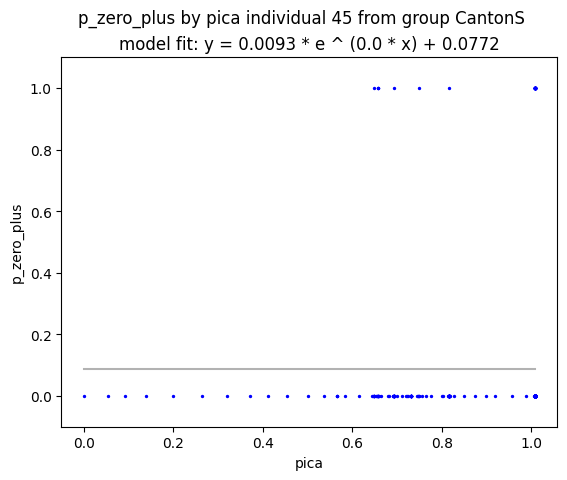 p_zero_plus by pica individual 45 from group CantonS
model fit: y = 0.0093 * e ^ (0.0 * x) + 0.0772
1.0
0.8
0.6
0.4
0.2
0.0
p_zero_plus
0.0 0.2 0.4 0.6 0.8 1.0
pica